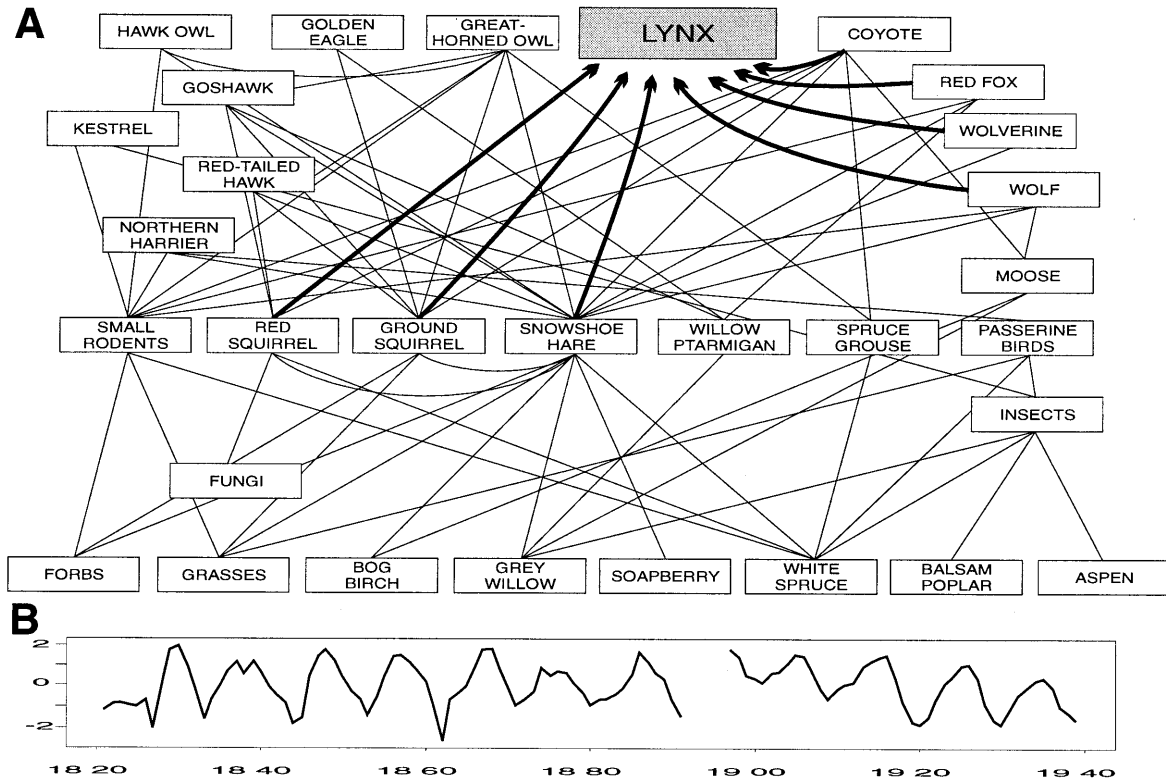 A
HAWK OWL
GOLDEN
EAGLE
GREAT-
HORNED OWL
LYNX
COYOTE
GOSHAWK
RED FOX
KESTREL
WOLVERINE
RED-TAILED
HAWK
WOLF
NORTHERN
HARRIER
MOOSE
SMALL
RODENTS
RED
SQUIRREL
GROUND
SQUIRREL
SNOWSHOE
HARE
WILLOW
PTARMIGAN
SPRUCE
GROUSE
PASSERINE
BIRDS
INSECTS
FUNGI
FORBS
GRASSES
BOG
BIRCH
GREY
WILLOW
SOAPBERRY
WHITE
SPRUCE
BALSAM
POPLAR
ASPEN
B
2
0
-2
18 20 18 40 18 60 18 80 19 00 19 20 19 40